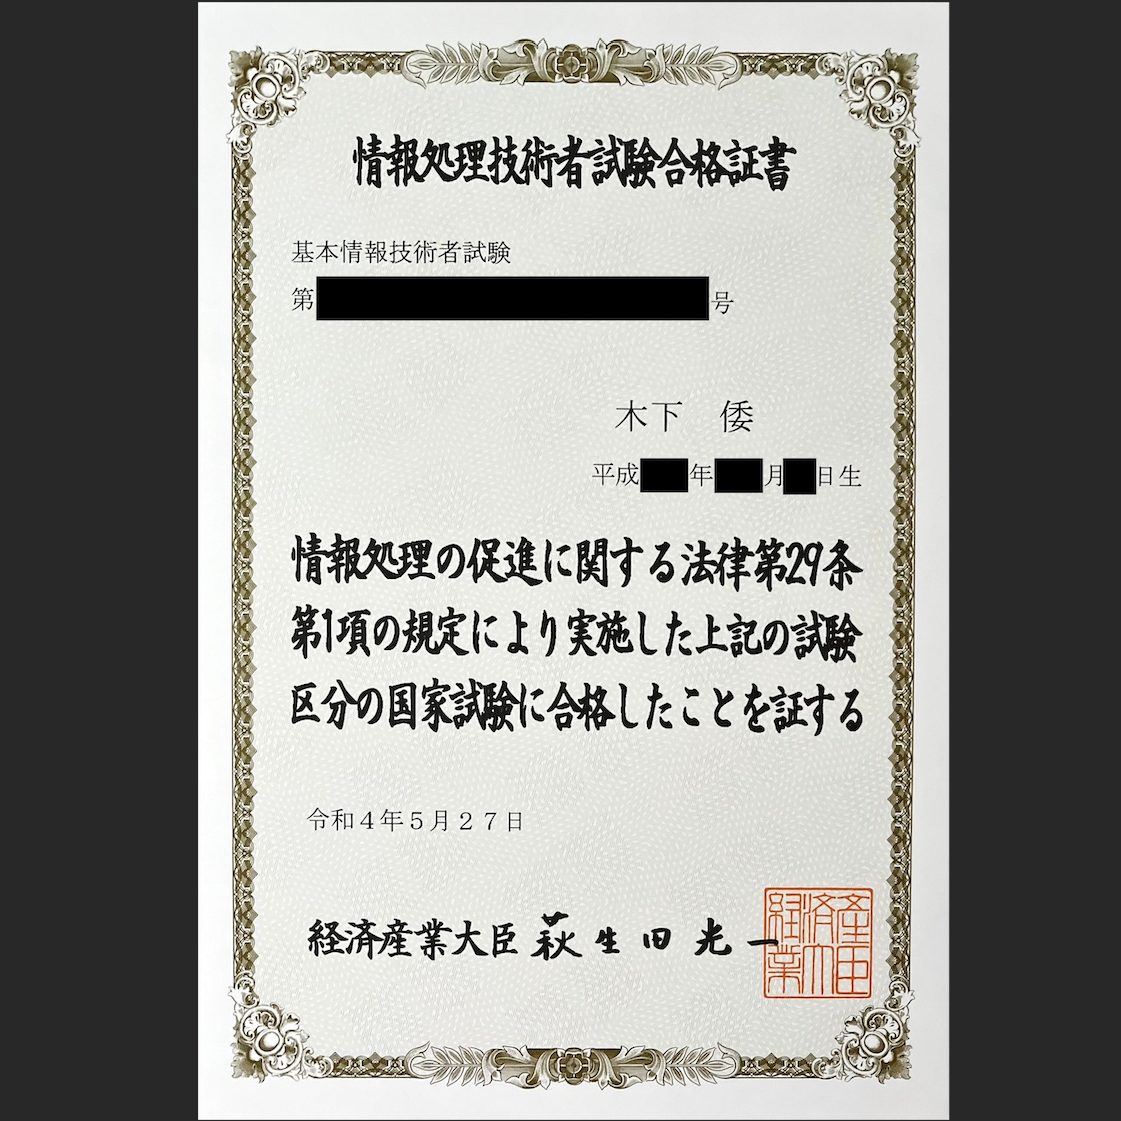 情報処理技術者試験合格証書
基本情報技術者試験
第 号
木下 倭
平成 年 月 日生
情報処理の促進に関する法律第29条
第1項の規定により実施した上記の試験
区分の国家試験に合格したことを証する
令和4年5月27日
経済産業大臣 萩生田光一
経済産業大臣